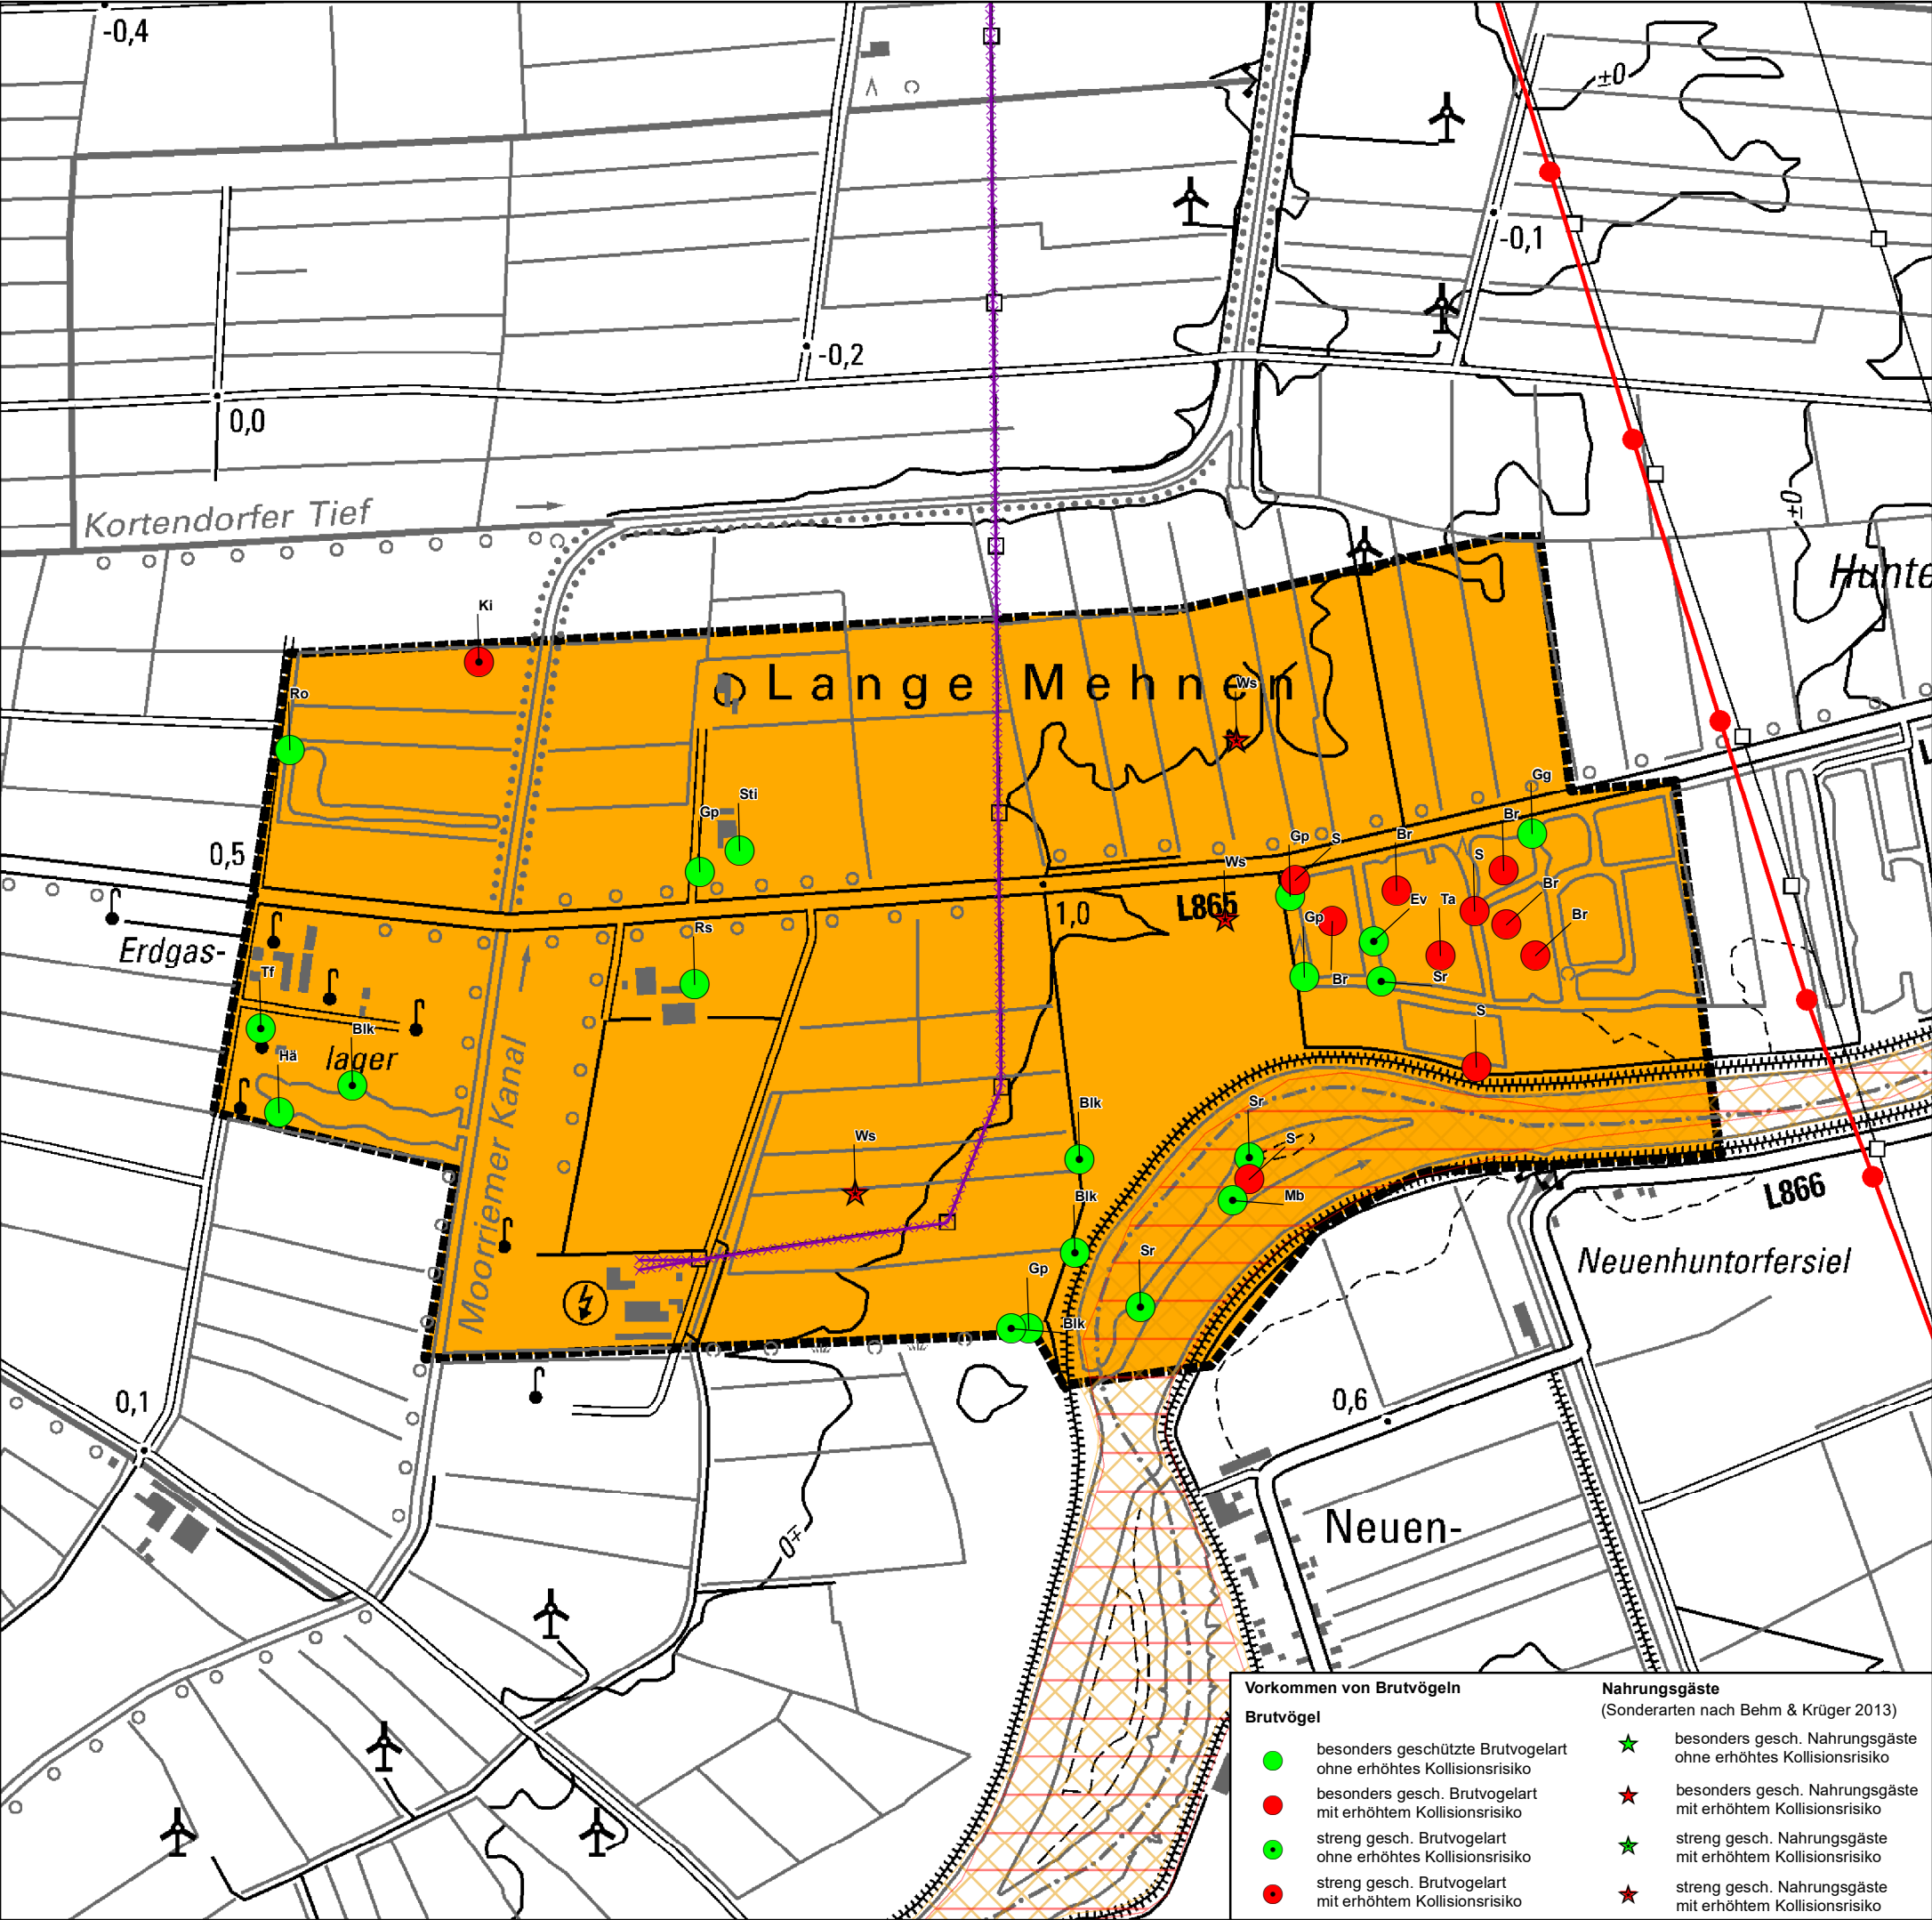 -0,4
±0
-0,1
-0,2
0,0
Kortendorfer Tief
±0
Hunte
Ki
Lange Mehnen
Ws
Ro
Gg
Sti
Gp
Br
Gp
S
Br
0,5
Ws
S
Br
L865
1,0
Ev
Ta
Gp
Br
Rs
Erdgas-
Tf
Br
Sr
S
Blk
lager
Hä
Moorriemer Kanal
Blk
Sr
S
Ws
Blk
Mb
L866
Sr
Neuenhuntorfersiel
Gp
Blk
0,1
0,6
0∓
Neuen-
Vorkommen von Brutvögeln
Brutvögel
besonders geschützte Brutvogelart
ohne erhöhtes Kollisionsrisiko
besonders gesch. Brutvogelart
mit erhöhtem Kollisionsrisiko
streng gesch. Brutvogelart
ohne erhöhtes Kollisionsrisiko
streng gesch. Brutvogelart
mit erhöhtem Kollisionsrisiko
Nahrungsgäste
(Sonderarten nach Behm & Krüger 2013)
besonders gesch. Nahrungsgäste
ohne erhöhtes Kollisionsrisiko
besonders gesch. Nahrungsgäste
mit erhöhtem Kollisionsrisiko
streng gesch. Nahrungsgäste
mit erhöhtem Kollisionsrisiko
streng gesch. Nahrungsgäste
mit erhöhtem Kollisionsrisiko